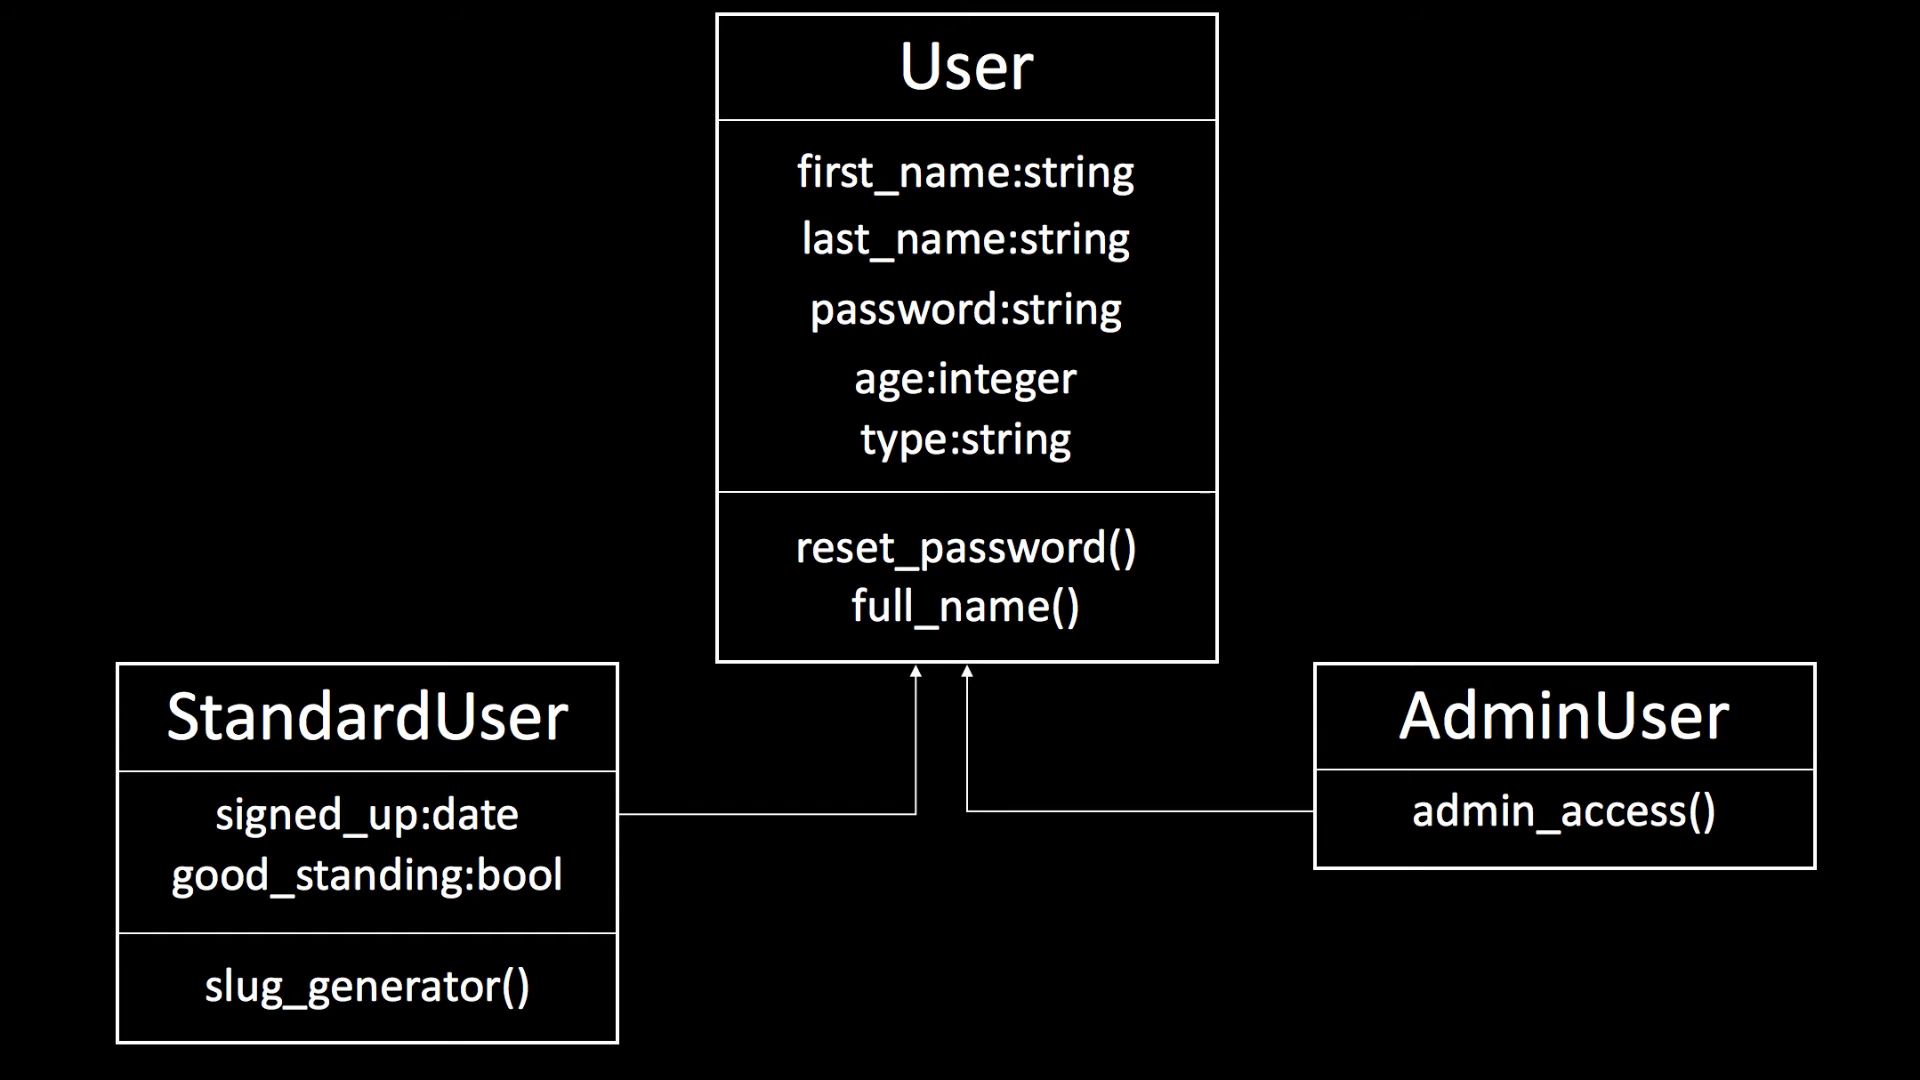 User
first_name:string
last_name:string
password:string
age:integer
type:string
reset_password()
full_name()
StandardUser
signed_up:date
good_standing:bool
slug_generator()
AdminUser
admin_access()